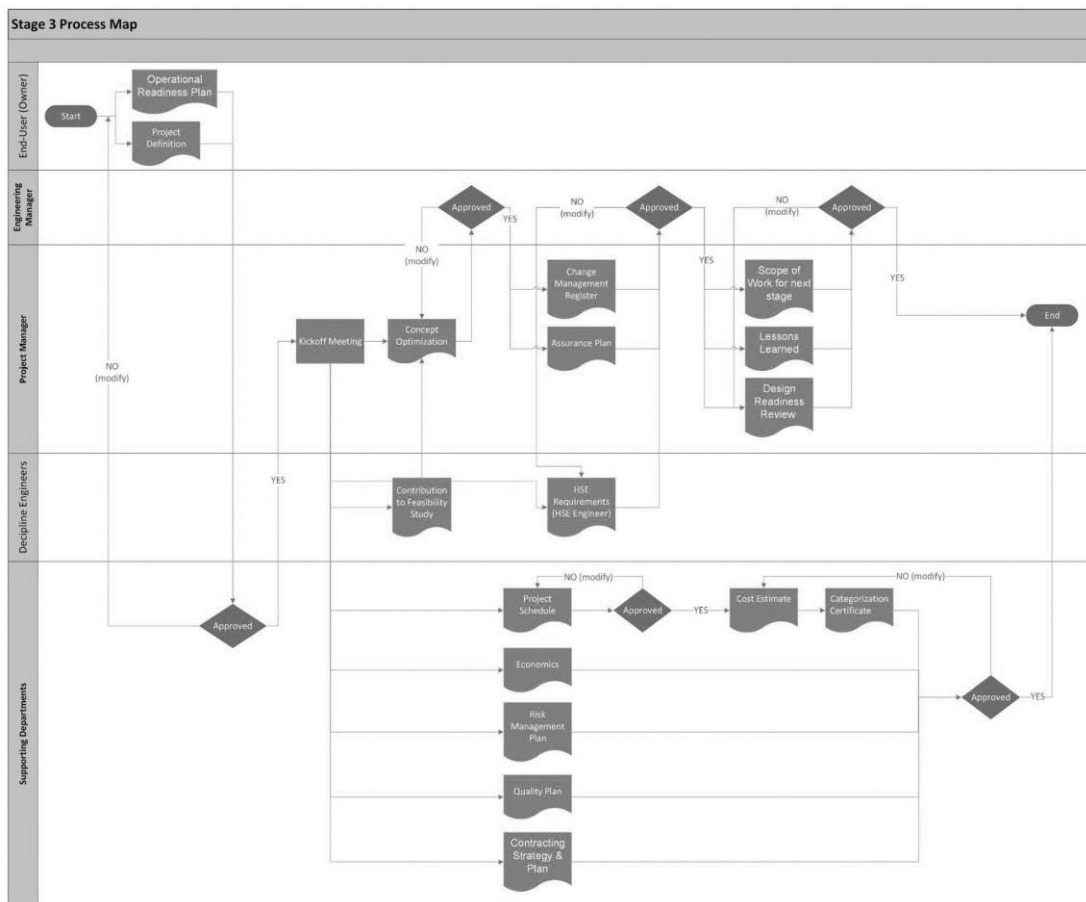 Stage 3 Process Map
End-User (Owner)
Start
Operational
Readiness Plan
Project
Definition
Engineering
Manager
Approved
NO
(modify)
YES
NO
(modify)
Approved
YES
NO
(modify)
Approved
YES
Project Manager
NO
(modify)
Kickoff Meeting
Concept
Optimization
Change
Management
Register
Assurance Plan
Scope of
Work for next
stage
Lessons
Learned
Design
Readiness
Review
End
Decipline Engineers
YES
Contribution
to Feasibility
Study
HSE
Requirements
(HSE Engineer)
Supporting Departments
Approved
NO (modify)
Project
Schedule
Approved
YES
Cost Estimate
Categorization
Certificate
NO (modify)
Economics
Approved
YES
Risk
Management
Plan
Quality Plan
Contracting
Strategy &
Plan